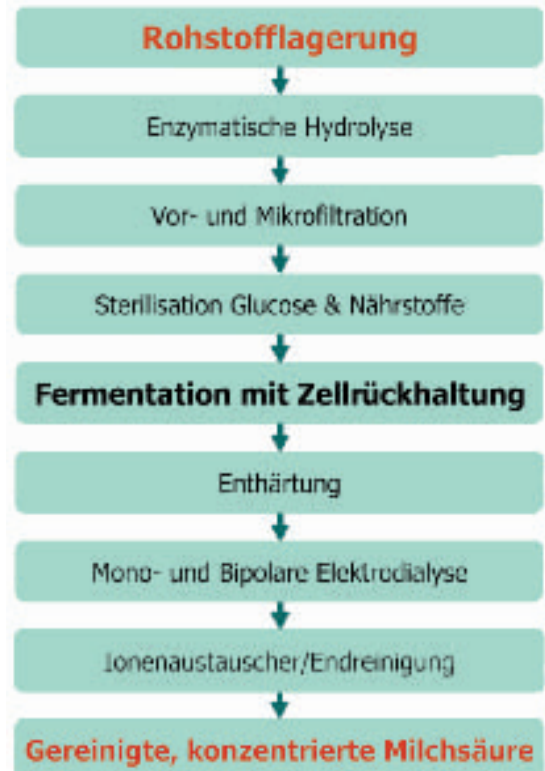 Rohstofflagerung
Enzymatische Hydrolyse
Vor- und Mikrofiltration
Sterilisation Glucose & Nährstoffe
Fermentation mit Zellrückhaltung
Enthärtung
Mono- und Bipolare Elektrodialyse
Ionenaustauscher/Endreinigung
Gereinigte, konzentrierte Milchsäure